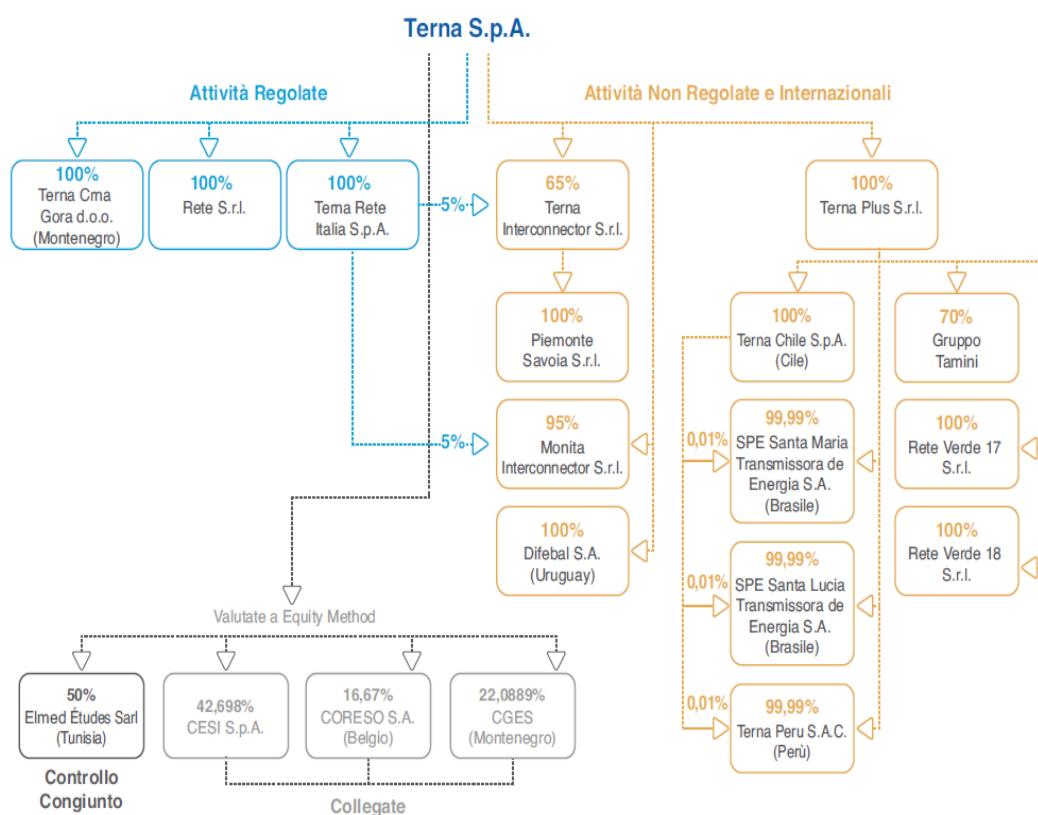 Terna S.p.A.
Attività Regolate
Attività Non Regolate e Internazionali
100%
Terna Crna
Gora d.o.o.
(Montenegro)
100%
Rete S.r.l.
100%
Terna Rete
Italia S.p.A.
5%
65%
Terna
Interconnector S.r.l.
100%
Terna Plus S.r.l.
100%
Piemonte
Savoia S.r.l.
100%
Terna Chile S.p.A.
(Cile)
70%
Gruppo
Tamini
5%
95%
Monita
Interconnector S.r.l.
0,01%
99,99%
SPE Santa Maria
Transmissora de
Energia S.A.
(Brasile)
100%
Rete Verde 17
S.r.l.
100%
Difebal S.A.
(Uruguay)
0,01%
99,99%
SPE Santa Lucia
Transmissora de
Energia S.A.
(Brasile)
100%
Rete Verde 18
S.r.l.
Valutate a Equity Method
50%
Elmed Études Sarl
(Tunisia)
42,698%
CESI S.p.A.
16,67%
CORESO S.A.
(Belgio)
22,0889%
CGES
(Montenegro)
0,01%
99,99%
Terna Peru S.A.C.
(Perù)
Controllo
Congiunto
Collegate